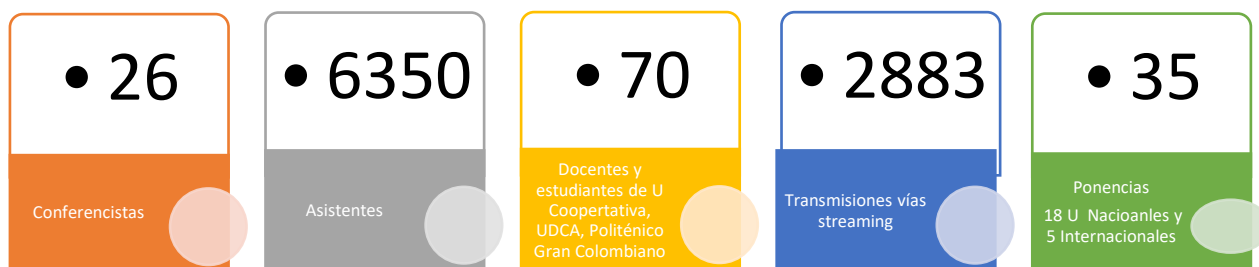 • 26
Conferencistas
• 6350
Asistentes
• 70
Docentes y
estudiantes de U
Coopertativa,
UDCA, Politénico
Gran Colombiano
• 2883
Transmisiones vías
streaming
• 35
Ponencias
18 U Nacioanles y
5 Internacionales